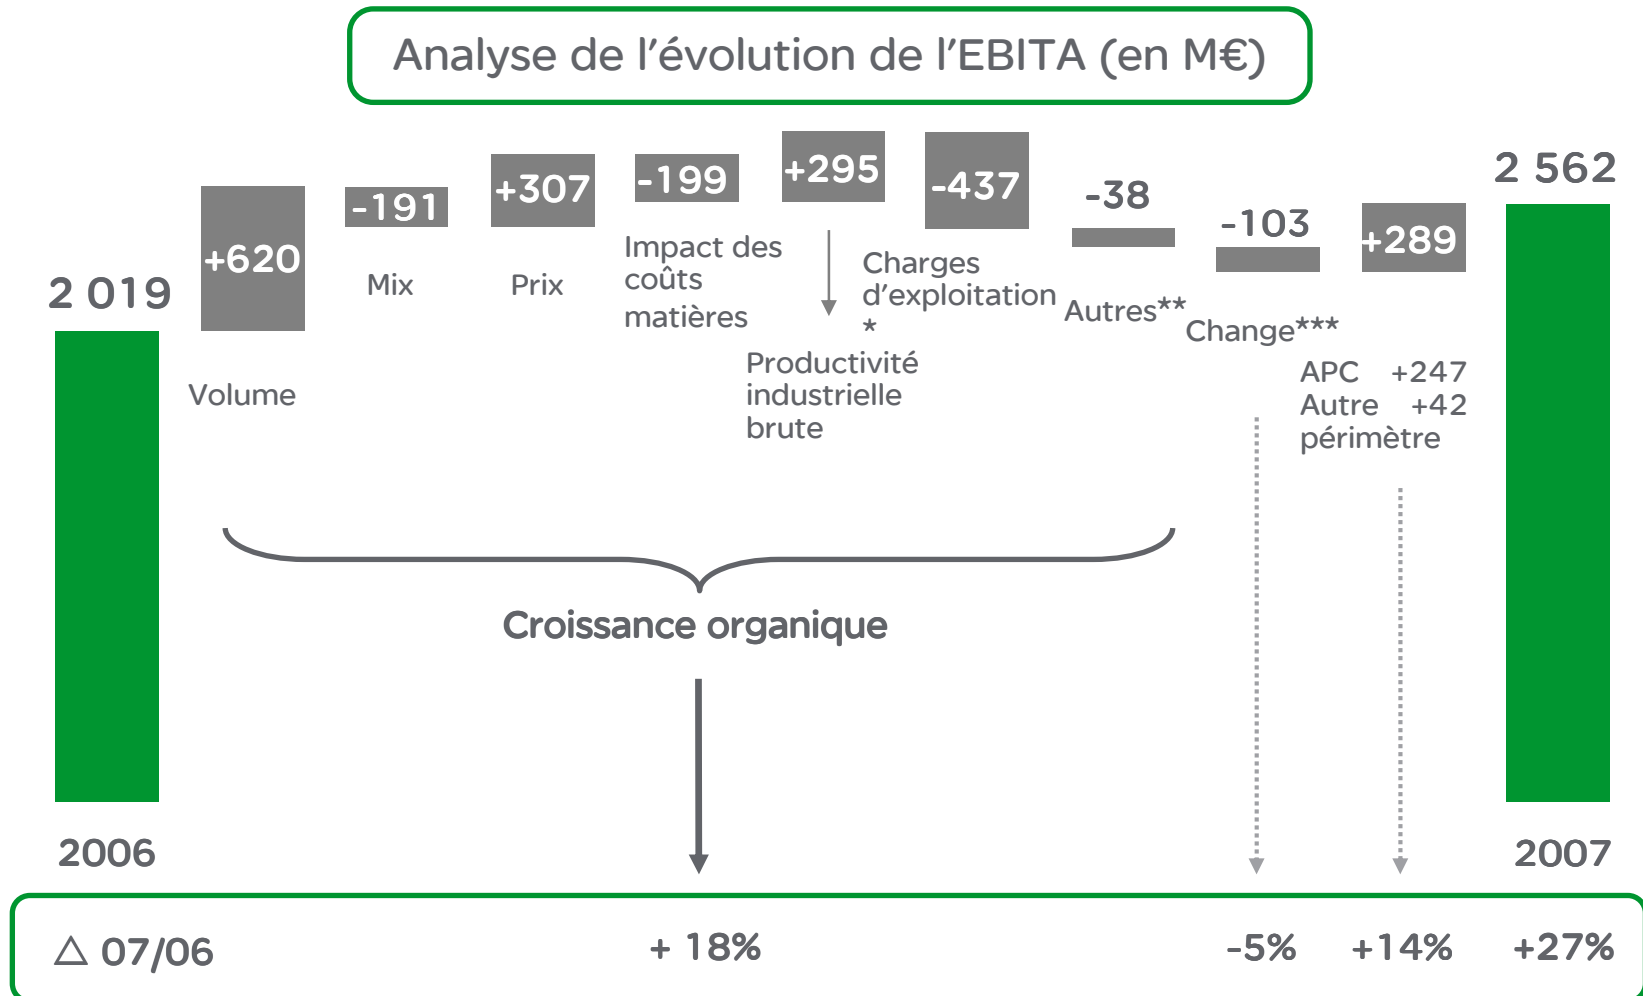 Analyse de l'évolution de l'EBITA (en M€)
2 019
+620
-191
+307
-199
+295
-437
-38
-103
+289
2 562
Volume
Mix
Prix
Impact des
coûts
matières
Productivité
industrielle
brute
Charges
d'exploitation
*
Autres**
Change***
APC +247
Autre +42
périmètre
Croissance organique
2006
2007
△ 07/06
+ 18%
-5%
+14%
+27%